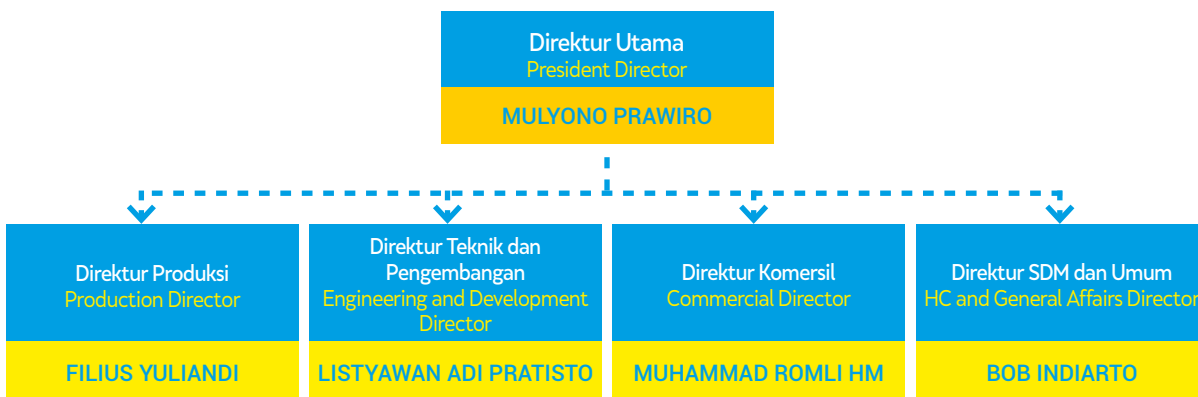 Direktur Utama
President Director
MULYONO PRAWIRO
Direktur Produksi
Production Director
FILIUS YULIANDI
Direktur Teknik dan
Pengembangan
Engineering and Development
Director
LISTYAWAN ADI PRATISTO
Direktur Komersil
Commercial Director
MUHAMMAD ROMLI HM
Direktur SDM dan Umum
HC and General Affairs Director
BOB INDIARTO